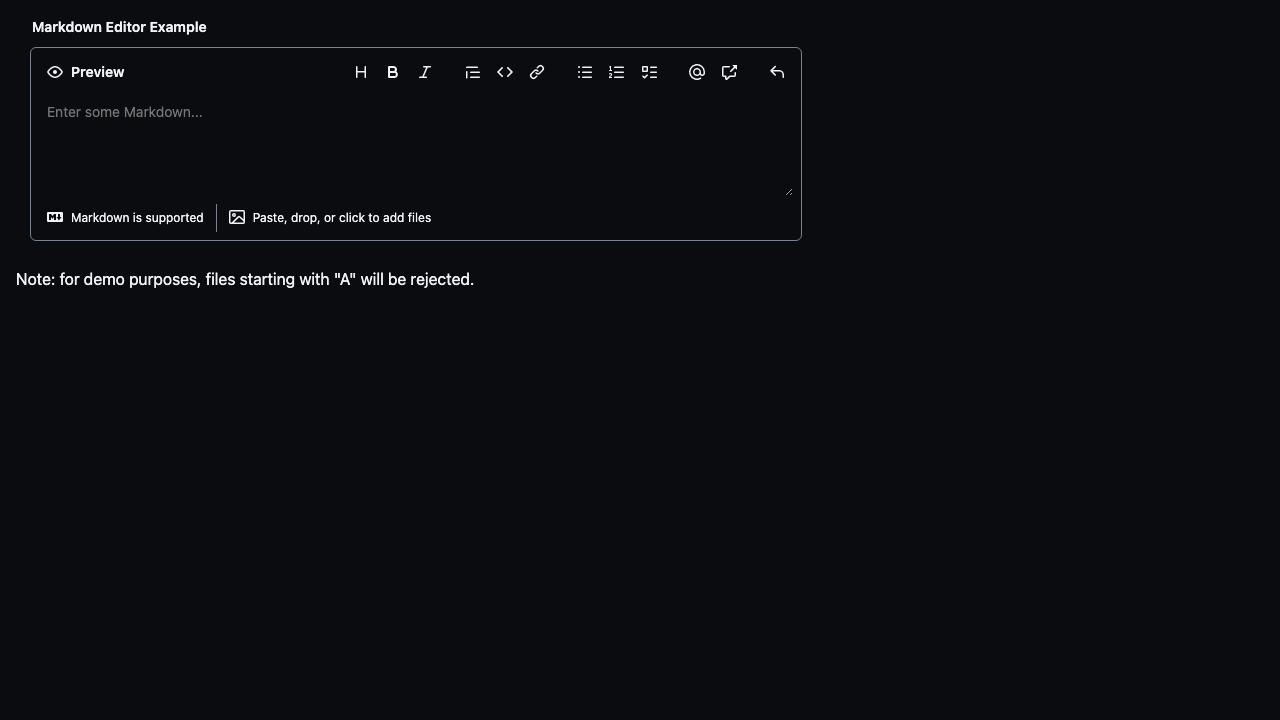 Markdown Editor Example
Preview
Enter some Markdown...
Markdown is supported
Paste, drop, or click to add files
Note: for demo purposes, files starting with "A" will be rejected.